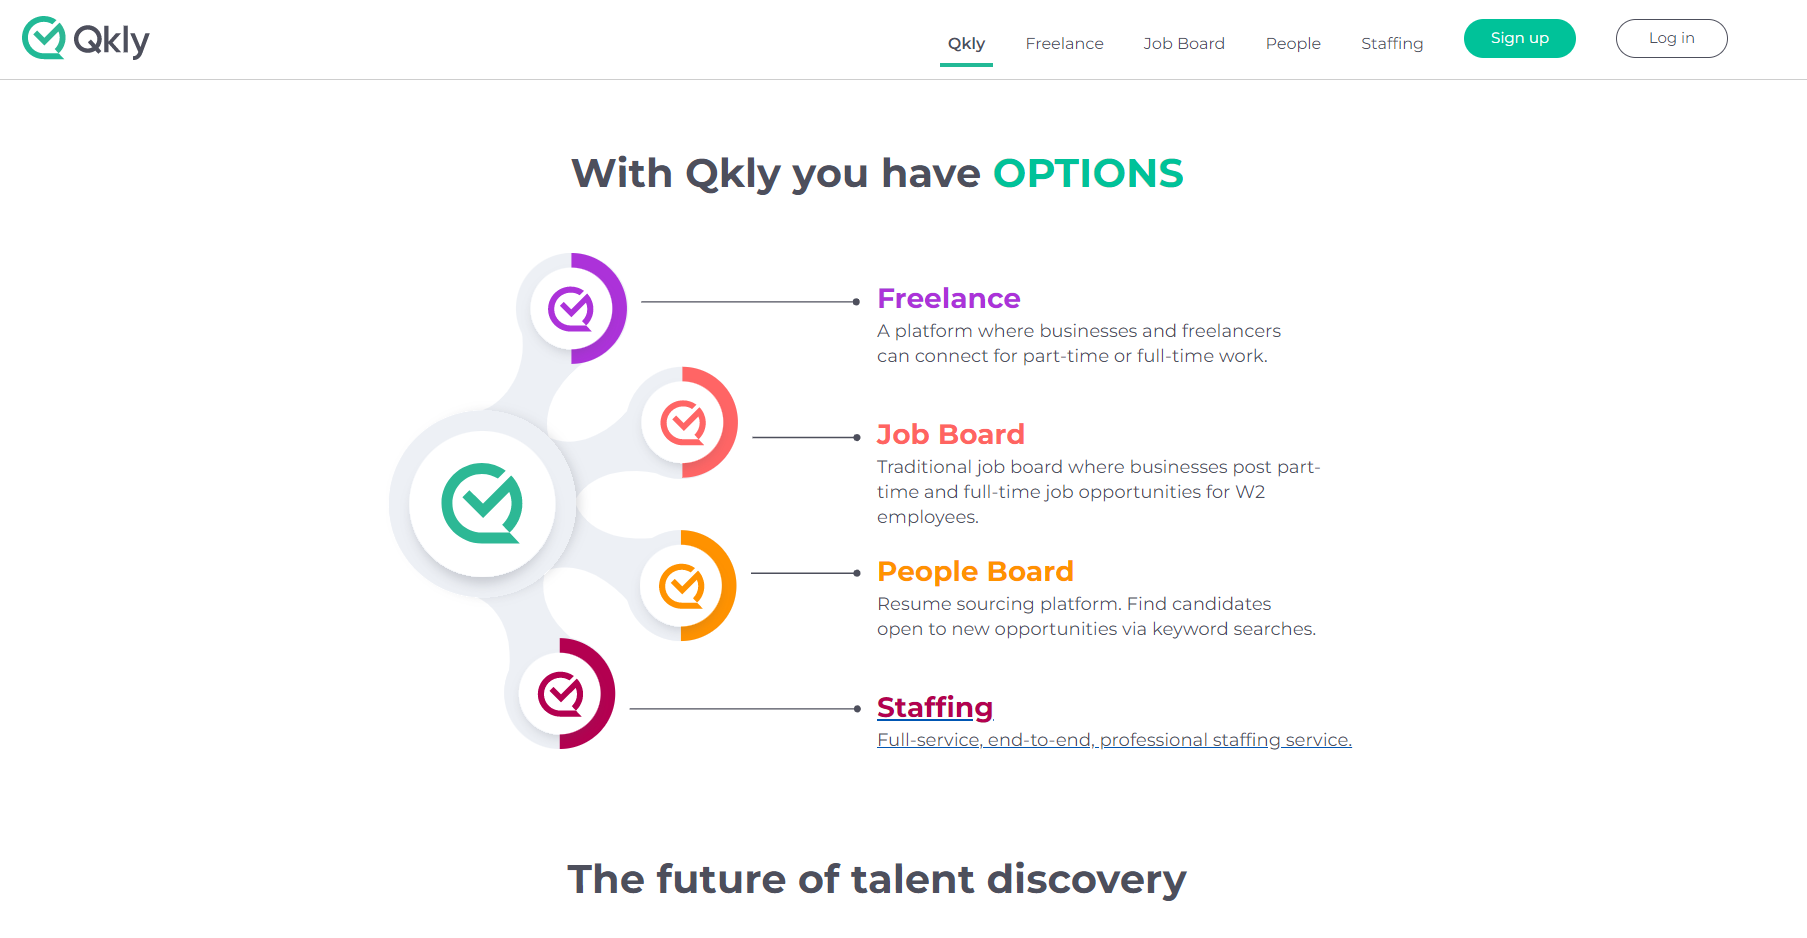 Qkly
Qkly
Freelance
Job Board
People
Staffing
Sign up
Log in
With Qkly you have OPTIONS
Freelance
A platform where businesses and freelancers
can connect for part-time or full-time work.
Job Board
Traditional job board where businesses post part-
time and full-time job opportunities for W2
employees.
People Board
Resume sourcing platform. Find candidates
open to new opportunities via keyword searches.
Staffing
Full-service, end-to-end, professional staffing service.
The future of talent discovery